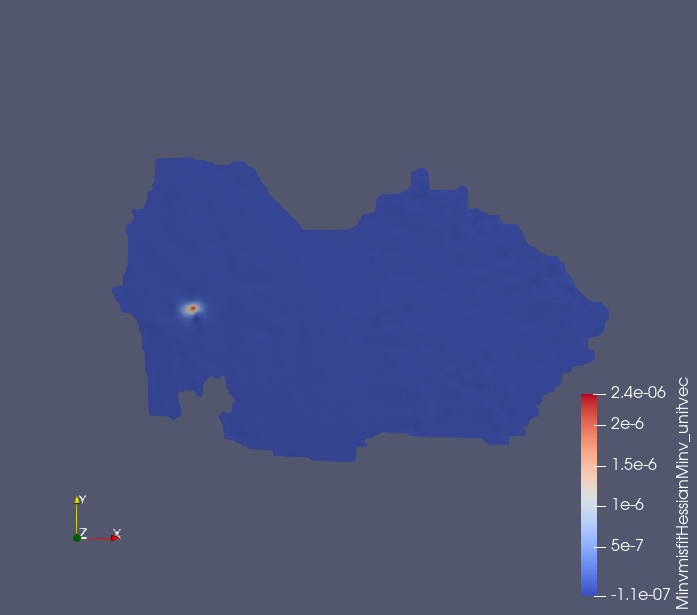 2.4e-06
2e-6
1.5e-6
1e-6
5e-7
-1.1e-07
MinvmisfitHessianMinv_unitvec
Y
Z
X